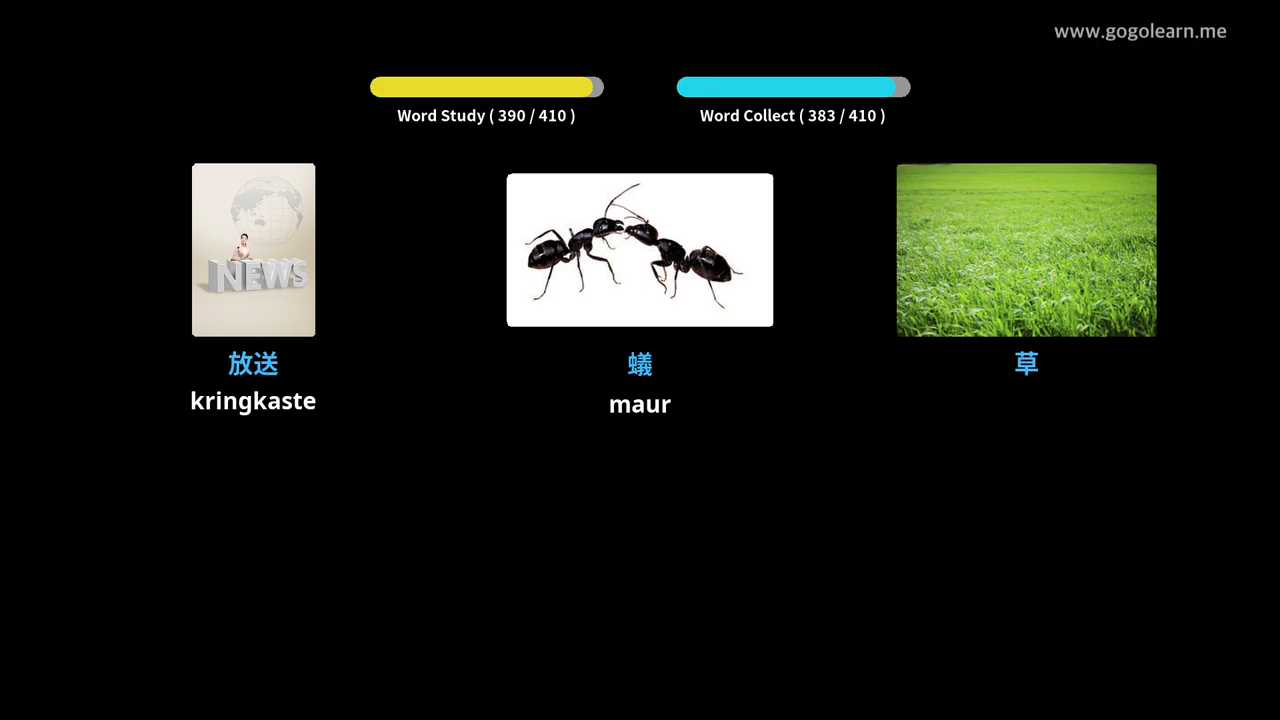 www.gogolearn.me
Word Study ( 390 / 410 )
Word Collect ( 383 / 410 )
NEWS
放送
蟻
草
kringkaste
maur